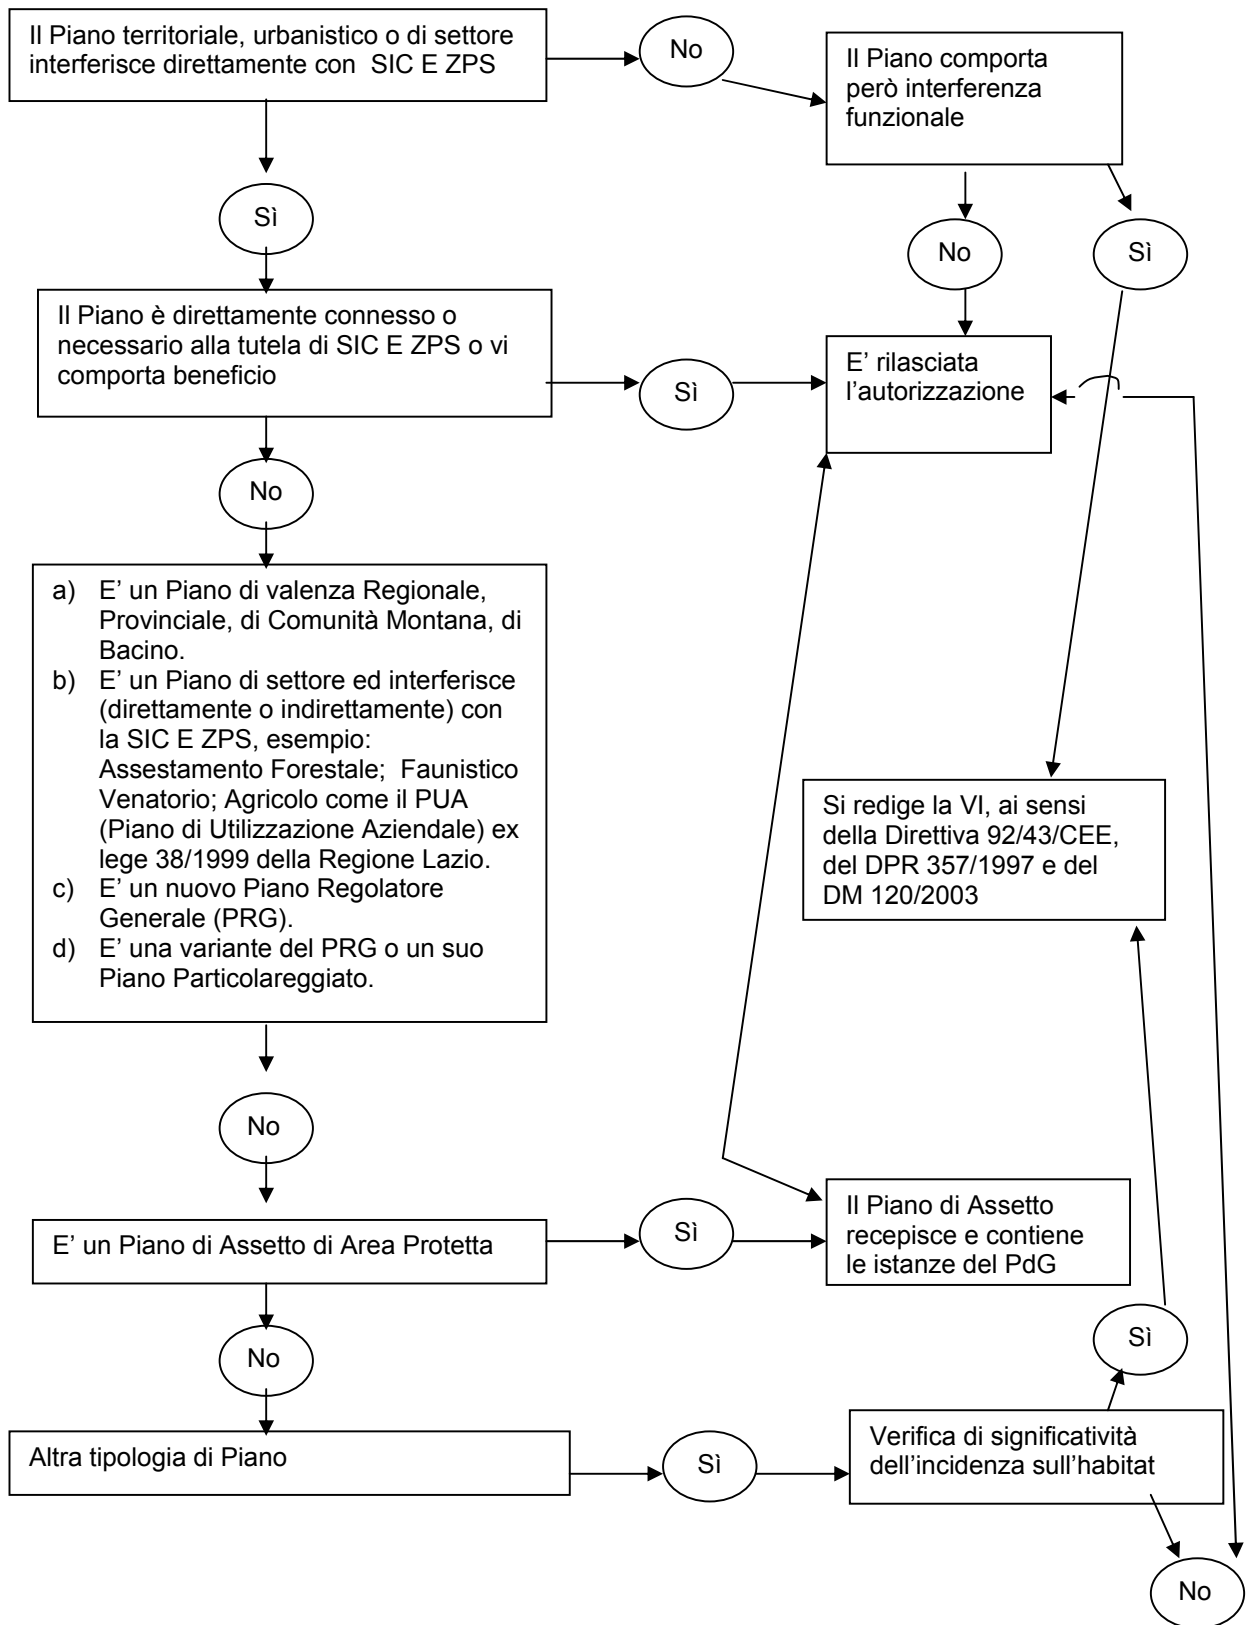 Il Piano territoriale, urbanistico o di settore
interferisce direttamente con  SIC E ZPS
No
Il Piano comporta
però interferenza
funzionale
Sì
No
Sì
Il Piano è direttamente connesso o
necessario alla tutela di SIC E ZPS o vi
comporta beneficio
Sì
E' rilasciata
l'autorizzazione
No
a) E' un Piano di valenza Regionale,
Provinciale, di Comunità Montana, di
Bacino.
b) E' un Piano di settore ed interferisce
(direttamente o indirettamente) con
la SIC E ZPS, esempio:
Assestamento Forestale;  Faunistico
Venatorio; Agricolo come il PUA
(Piano di Utilizzazione Aziendale) ex
lege 38/1999 della Regione Lazio.
c) E' un nuovo Piano Regolatore
Generale (PRG).
d) E' una variante del PRG o un suo
Piano Particolareggiato.
Si redige la VI, ai sensi
della Direttiva 92/43/CEE,
del DPR 357/1997 e del
DM 120/2003
No
E' un Piano di Assetto di Area Protetta
Sì
Il Piano di Assetto
recepisce e contiene
le istanze del PdG
No
Sì
Altra tipologia di Piano
Sì
Verifica di significatività
dell'incidenza sull'habitat
No